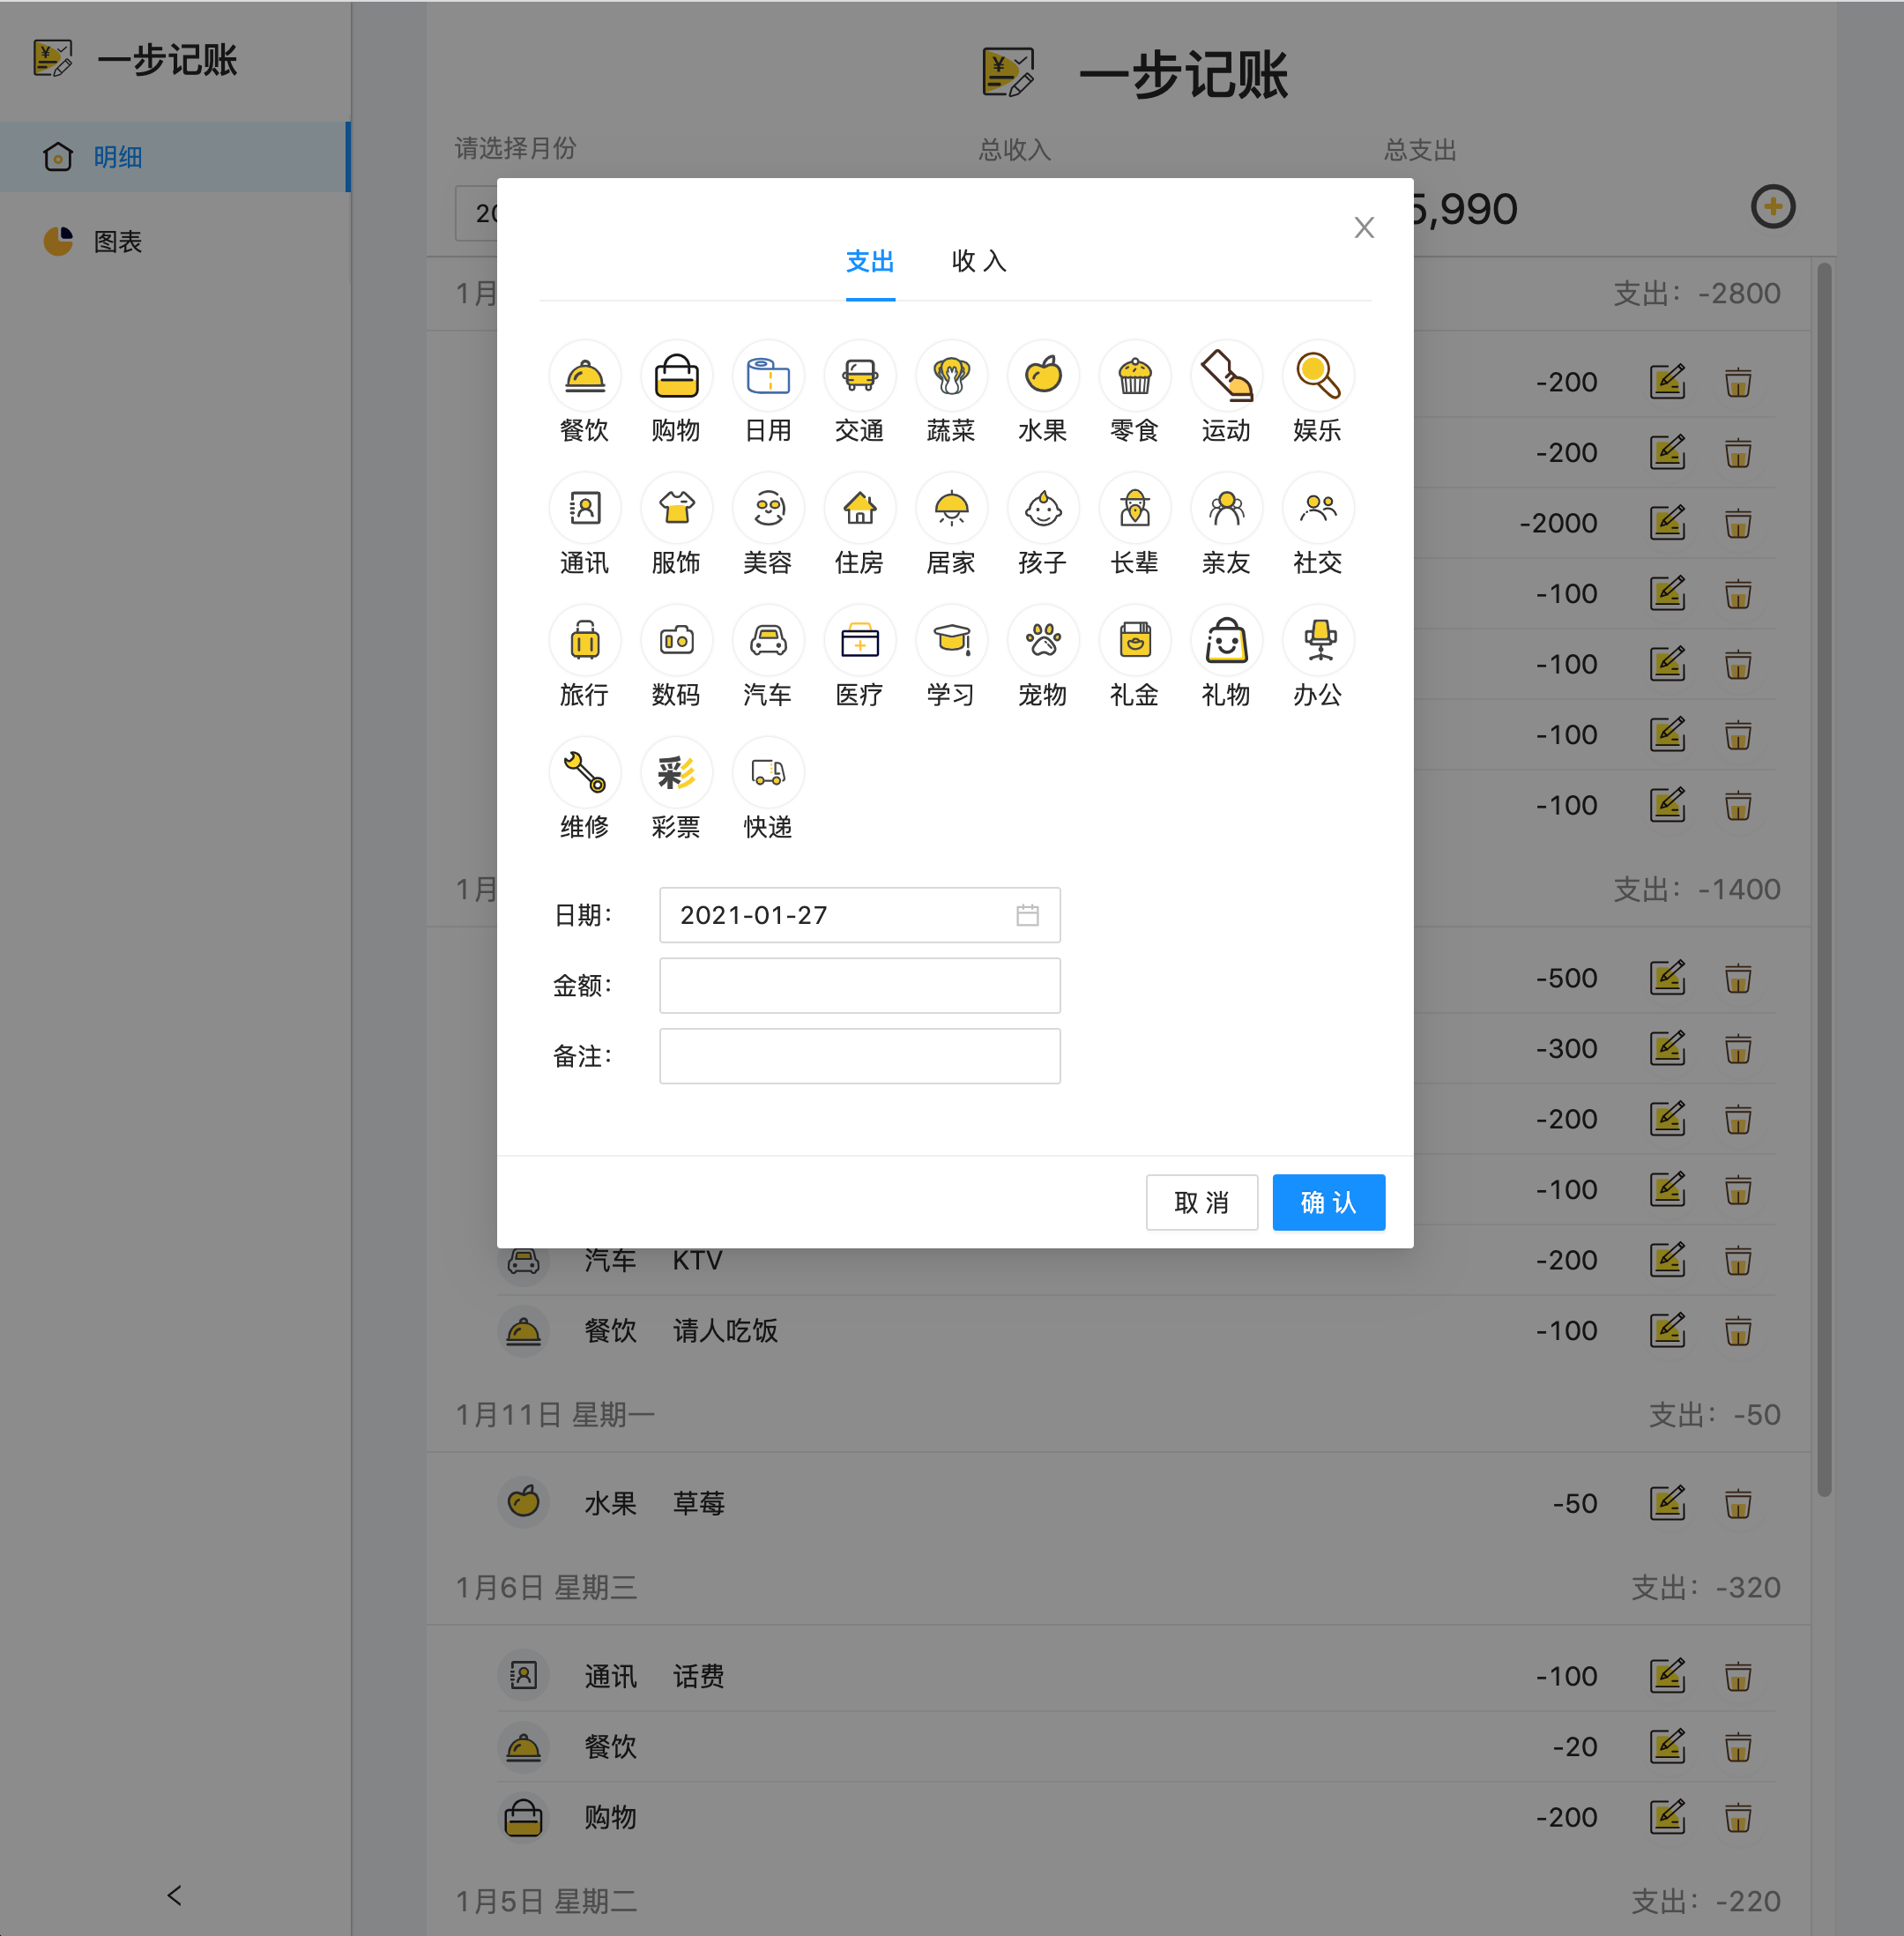 一步记账
明细
图表
一步记账
请选择月份 总收入 总支出
5,990
1月 支出：-2800
-200
-200
-2000
-100
-100
-100
-100
1月 支出：-1400
-500
-300
-200
-100
汽车 KTV -200
餐饮 请人吃饭 -100
1月11日 星期一 支出：-50
水果 草莓 -50
1月6日 星期三 支出：-320
通讯 话费 -100
餐饮 -20
购物 -200
1月5日 星期二 支出：-220
支出 收入
餐饮 购物 日用 交通 蔬菜 水果 零食 运动 娱乐
通讯 服饰 美容 住房 居家 孩子 长辈 亲友 社交
旅行 数码 汽车 医疗 学习 宠物 礼金 礼物 办公
彩
维修 彩票 快递
日期： 2021-01-27
金额：
备注：
取消 确认